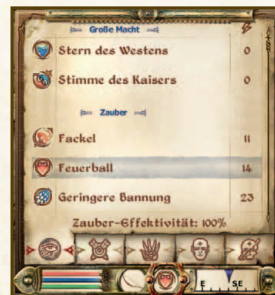 Große Macht
Stern des Westens 0
Stimme des Kaisers 0
Zauber
Fackel 11
Feuerball 14
Geringere Bannung 23
Zauber-Effektivität: 100%
E SE